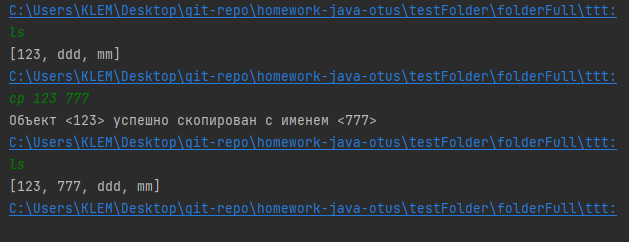 C:\Users\KLEM\Desktop\git-repo\homework-java-otus\testFolder\folderFull\ttt:
ls
[123, ddd, mm]
C:\Users\KLEM\Desktop\git-repo\homework-java-otus\testFolder\folderFull\ttt:
cp 123 777
Объект <123> успешно скопирован с именем <777>
C:\Users\KLEM\Desktop\git-repo\homework-java-otus\testFolder\folderFull\ttt:
ls
[123, 777, ddd, mm]
C:\Users\KLEM\Desktop\git-repo\homework-java-otus\testFolder\folderFull\ttt: